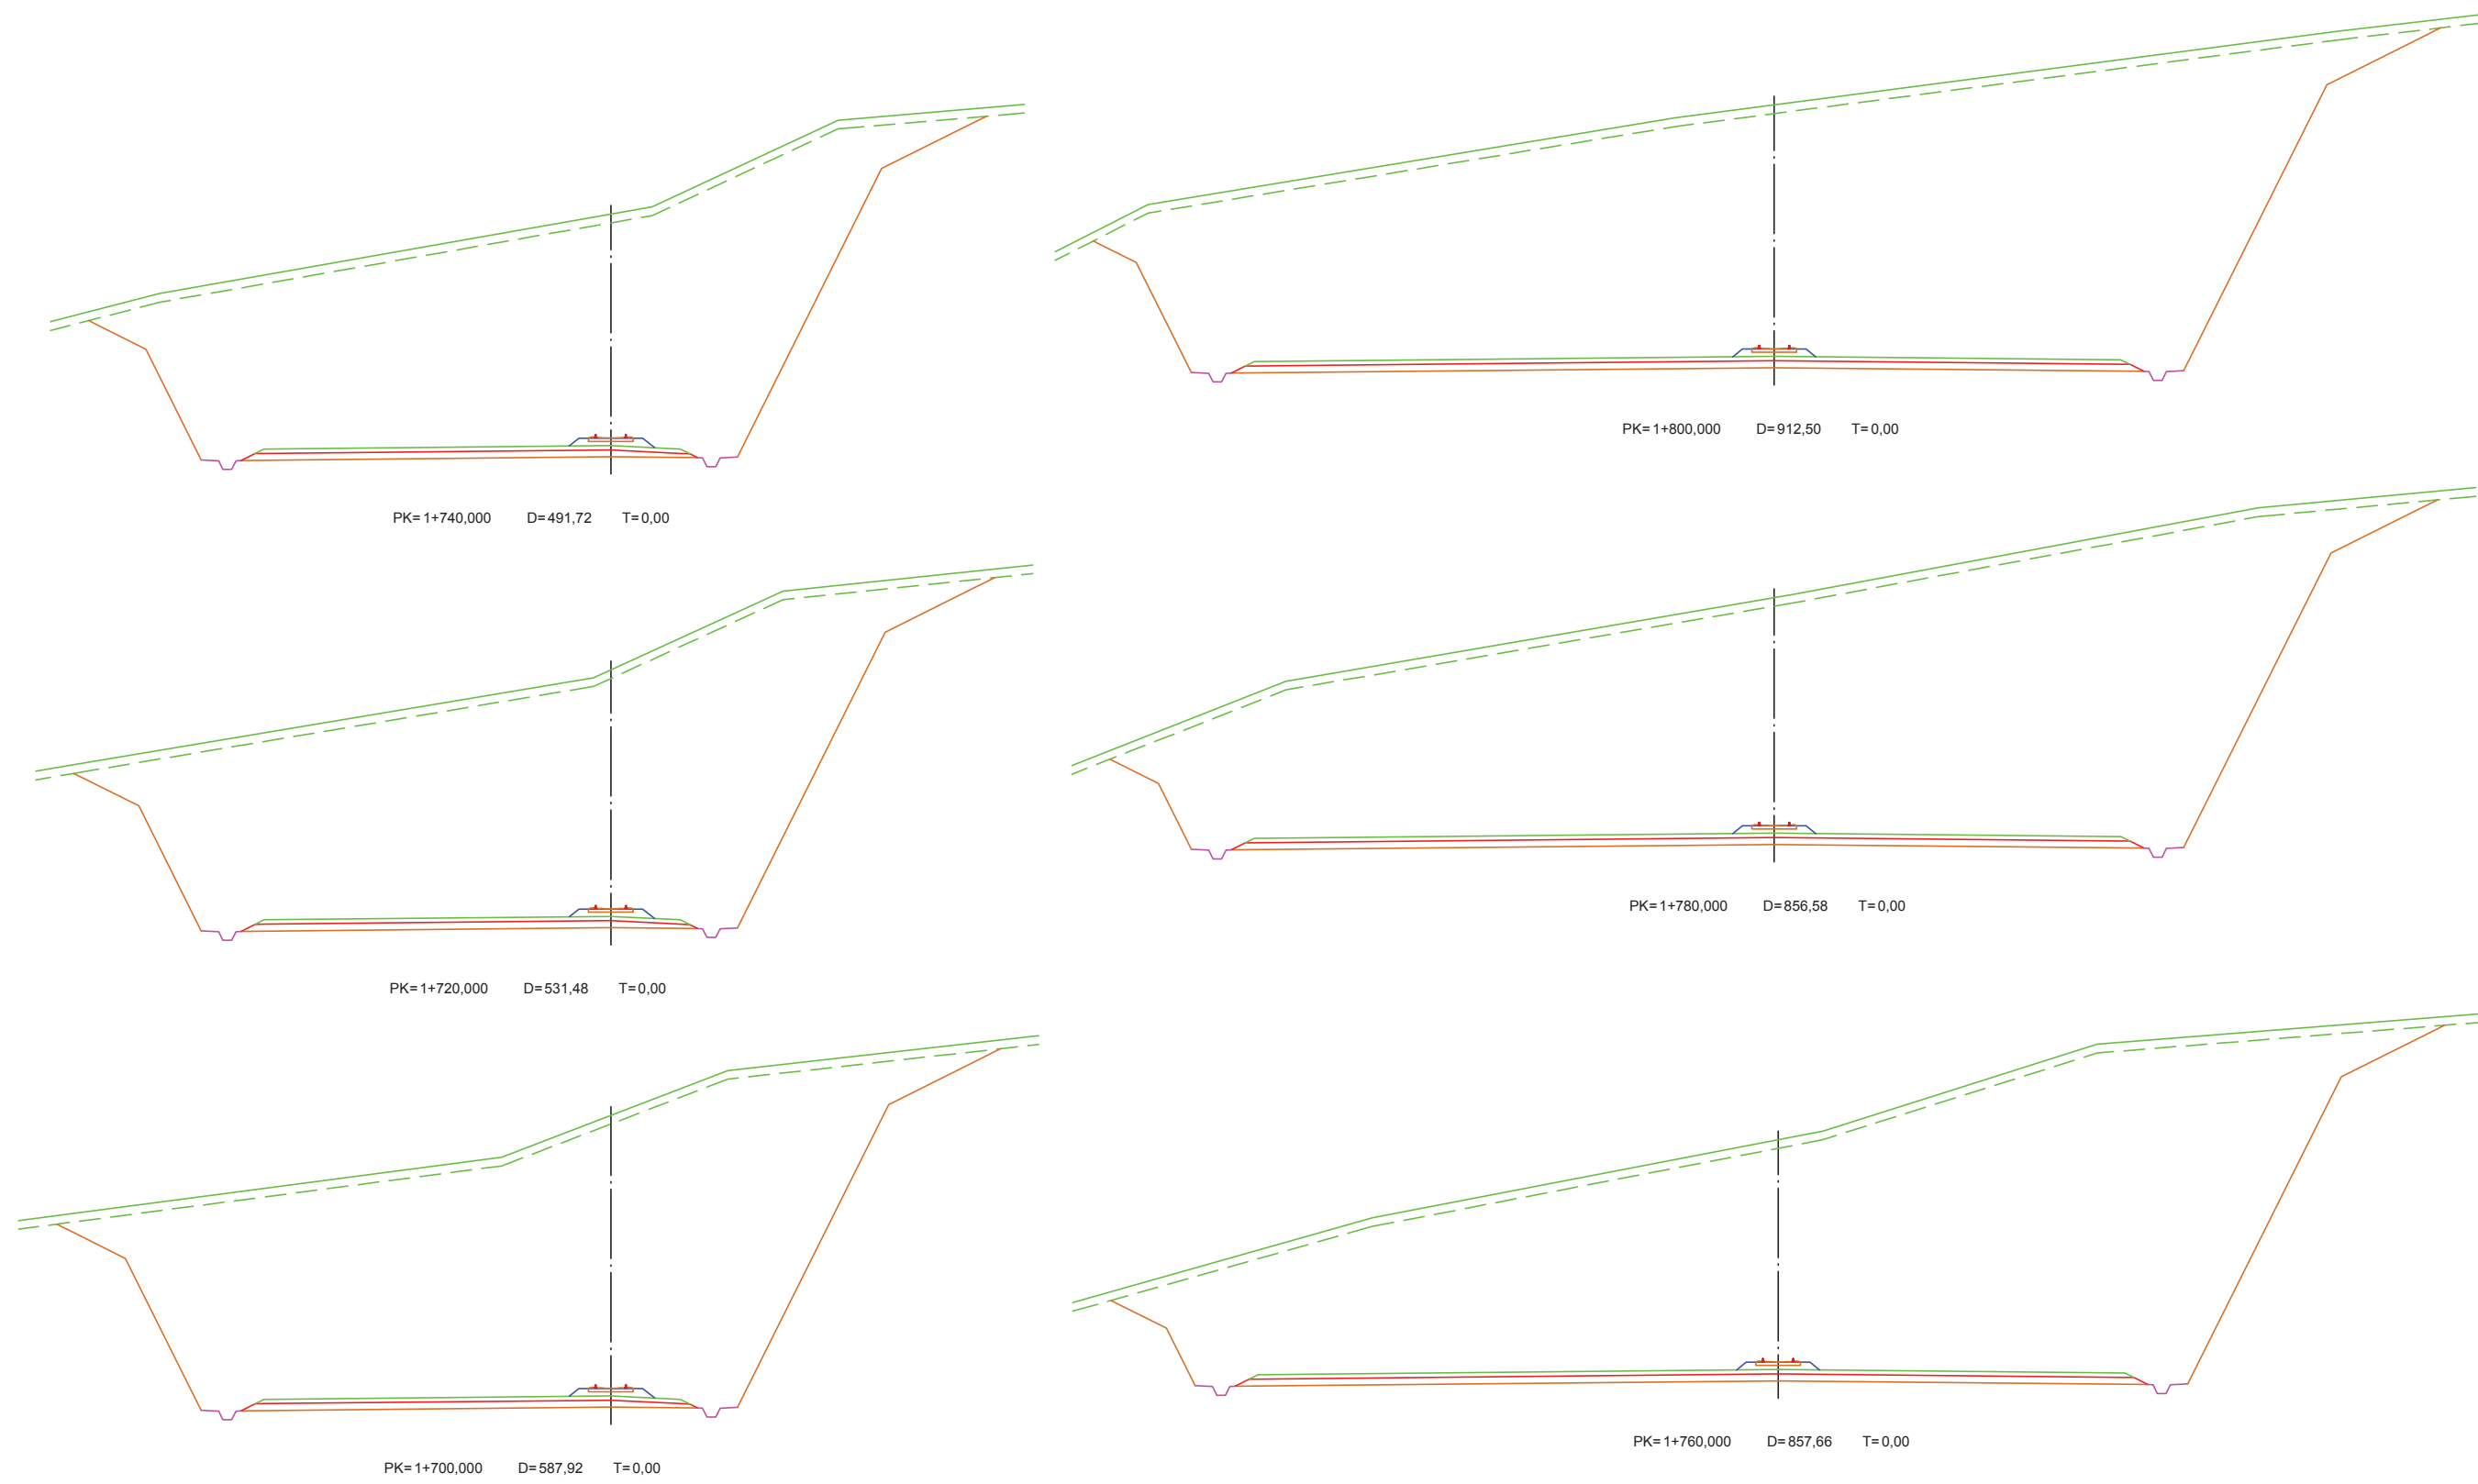 PK= 1+740,000 D= 491,72 T= 0,00
PK= 1+720,000 D= 531,48 T= 0,00
PK= 1+700,000 D= 587,92 T= 0,00
PK= 1+800,000 D= 912,50 T= 0,00
PK= 1+780,000 D= 856,58 T= 0,00
PK= 1+760,000 D= 857,66 T= 0,00